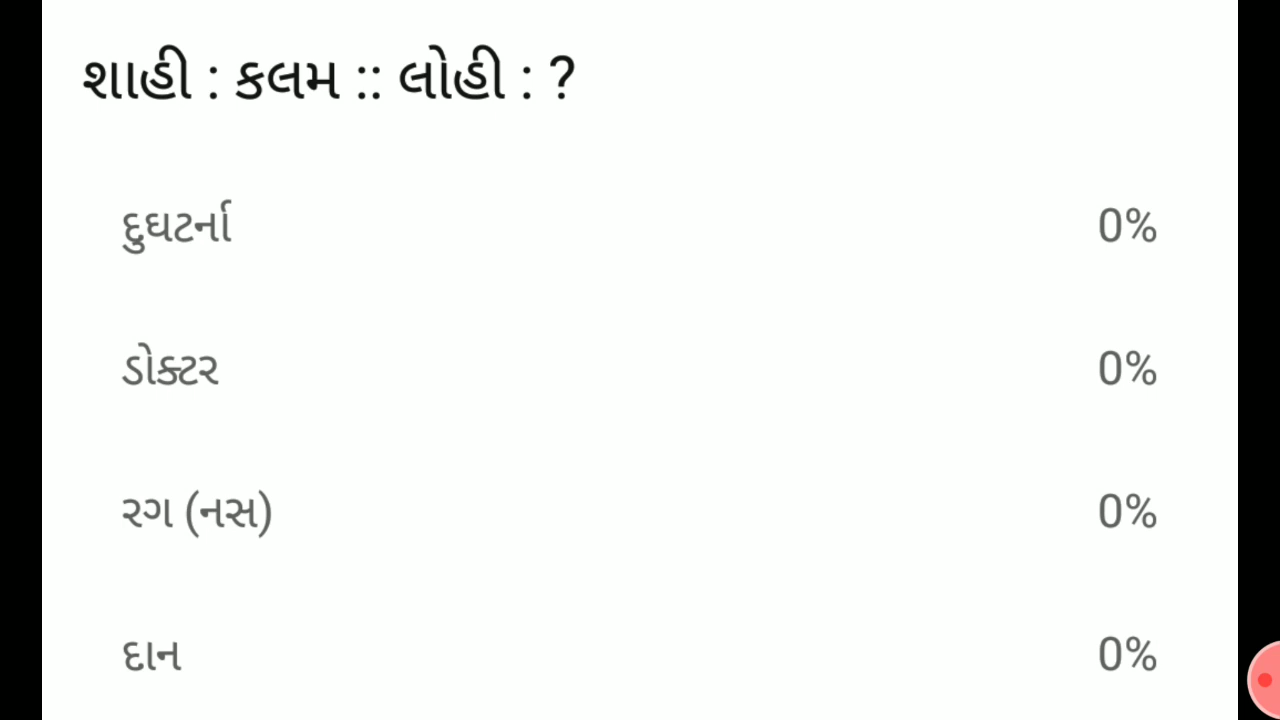 શાહી : કલમ :: લોહી : ?
દુઘટર્ના 0%
ડોક્ટર 0%
રગ (નસ) 0%
દાન 0%